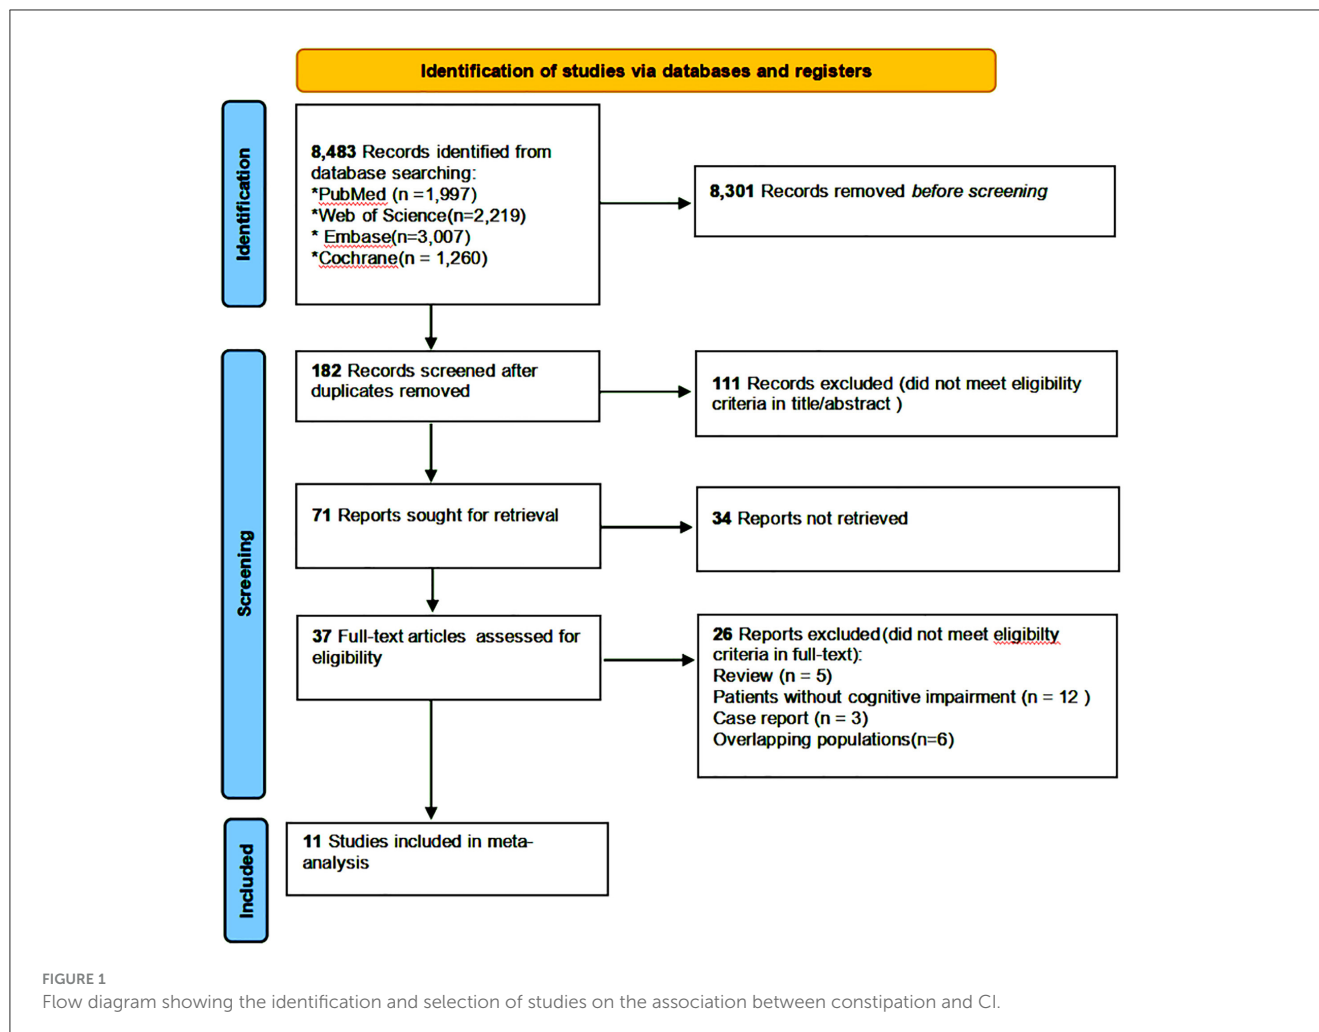 Identification of studies via databases and registers
Identification
8,483 Records identified from
database searching:
*PubMed (n =1,997)
*Web of Science(n=2,219)
* Embase(n=3,007)
*Cochrane(n = 1,260)
8,301 Records removed before screening
Screening
182 Records screened after
duplicates removed
111 Records excluded (did not meet eligibility
criteria in title/abstract )
71 Reports sought for retrieval
34 Reports not retrieved
37 Full-text articles assessed for
eligibility
26 Reports excluded(did not meet eligibilty
criteria in full-text):
Review (n = 5)
Patients without cognitive impairment (n = 12 )
Case report (n = 3)
Overlapping populations(n=6)
Included
11 Studies included in meta-
analysis
FIGURE 1
Flow diagram showing the identification and selection of studies on the association between constipation and CI.